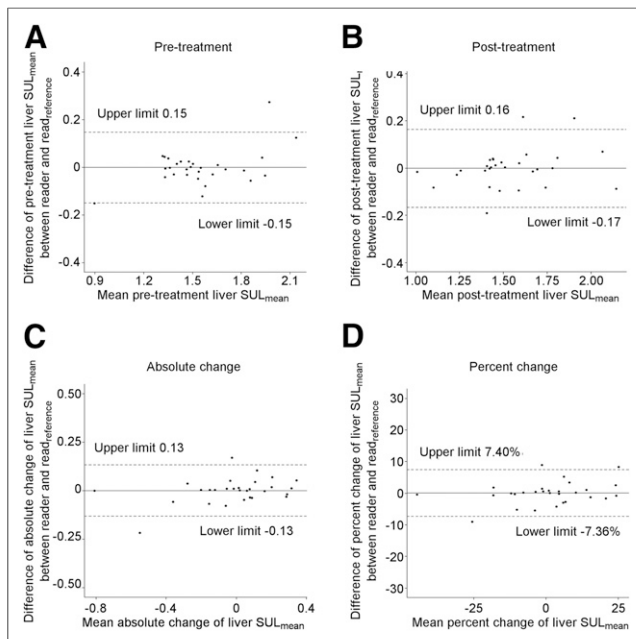 A
Pre-treatment
Difference of pre-treatment liver SULmean
between reader and readreference
0.4
0.2
0
-0.2
-0.4
Upper limit 0.15
Lower limit -0.15
0.9
1.2
1.5
1.8
2.1
Mean pre-treatment liver SULmean
B
Post-treatment
Difference of post-treatment liver SUL
between reader and readreference
0.4
0.2
0
-0.2
-0.4
Upper limit 0.16
Lower limit -0.17
1.00
1.25
1.50
1.75
2.00
Mean post-treatment liver SULmean
C
Absolute change
Difference of absolute change of liver SULmean
between reader and readreference
0.50
0.25
0
-0.25
-0.50
Upper limit 0.13
Lower limit -0.13
-0.8
-0.4
0
0.4
Mean absolute change of liver SULmean
D
Percent change
Difference of percent change of liver SULmean
between reader and readreference
30
20
10
0
-10
-20
-30
Upper limit 7.40%
Lower limit -7.36%
-25
0
25
Mean percent change of liver SULmean